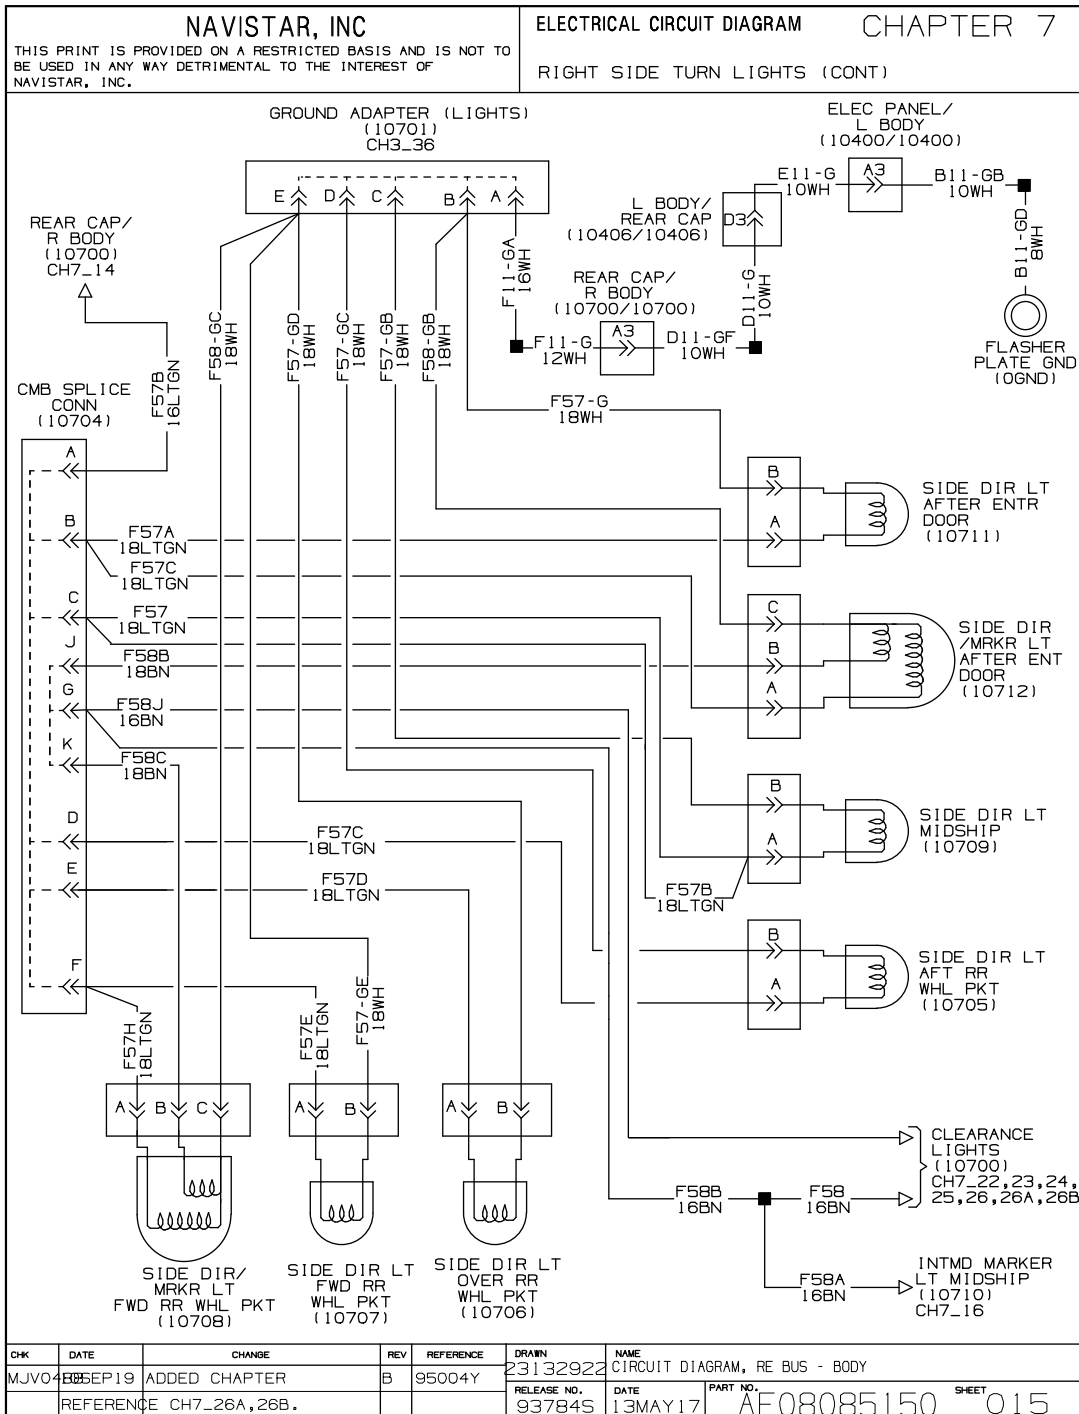 NAVISTAR, INC
THIS PRINT IS PROVIDED ON A RESTRICTED BASIS AND IS NOT TO
BE USED IN ANY WAY DETRIMENTAL TO THE INTEREST OF
NAVISTAR, INC.
ELECTRICAL CIRCUIT DIAGRAM
CHAPTER 7
RIGHT SIDE TURN LIGHTS (CONT)
GROUND ADAPTER (LIGHTS)
(10701)
CH3_36
E
D
C
B
A
ELEC PANEL/
L BODY
(10400/10400)
A3
E11-G
10WH
B11-GB
10WH
B11-GD
8WH
FLASHER
PLATE GND
(0GND)
L BODY/
REAR CAP
(10406/10406)
D3
D11-G
10WH
REAR CAP/
R BODY
(10700/10700)
A3
F11-GA
16WH
F11-G
12WH
D11-GF
10WH
REAR CAP/
R BODY
(10700)
CH7_14
F57B
16LTGN
F58-GC
18WH
F57-GD
18WH
F57-GC
18WH
F57-GB
18WH
F58-GB
18WH
F57-G
18WH
CMB SPLICE
CONN
(10704)
A
B
F57A
18LTGN
F57C
18LTGN
C
F57
18LTGN
J
F58B
18BN
G
F58J
16BN
K
F58C
18BN
D
F57C
18LTGN
E
F57D
18LTGN
F
F57H
18LTGN
F57E
18LTGN
F57-GE
18WH
B
A
SIDE DIR LT
AFTER ENTR
DOOR
(10711)
C
B
A
SIDE DIR
/MRKR LT
AFTER ENT
DOOR
(10712)
B
A
SIDE DIR LT
MIDSHIP
(10709)
F57B
18LTGN
B
A
SIDE DIR LT
AFT RR
WHL PKT
(10705)
A
B
C
SIDE DIR/
MRKR LT
FWD RR WHL PKT
(10708)
A
B
SIDE DIR LT
FWD RR
WHL PKT
(10707)
A
B
SIDE DIR LT
OVER RR
WHL PKT
(10706)
CLEARANCE
LIGHTS
(10700)
CH7_22,23,24,
25,26,26A,26B
F58B
16BN
F58
16BN
F58A
16BN
INTMD MARKER
LT MIDSHIP
(10710)
CH7_16
CHK DATE CHANGE REV REFERENCE
ADDED CHAPTER B 95004Y
REFERENCE CH7_26A,26B.
DRAWN
23132922
NAME
CIRCUIT DIAGRAM, RE BUS - BODY
RELEASE NO.
93784S
DATE
13MAY17
PART NO.
AF08085150
SHEET
015